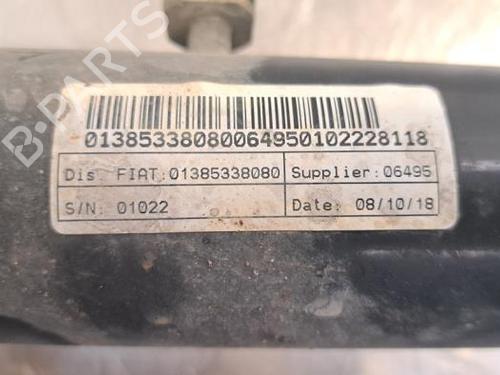 B-PARTS
01385338080064950102228118
Dis FIAT:01385338080 Supplier:06495
S/N: 01022 Date: 08/10/18